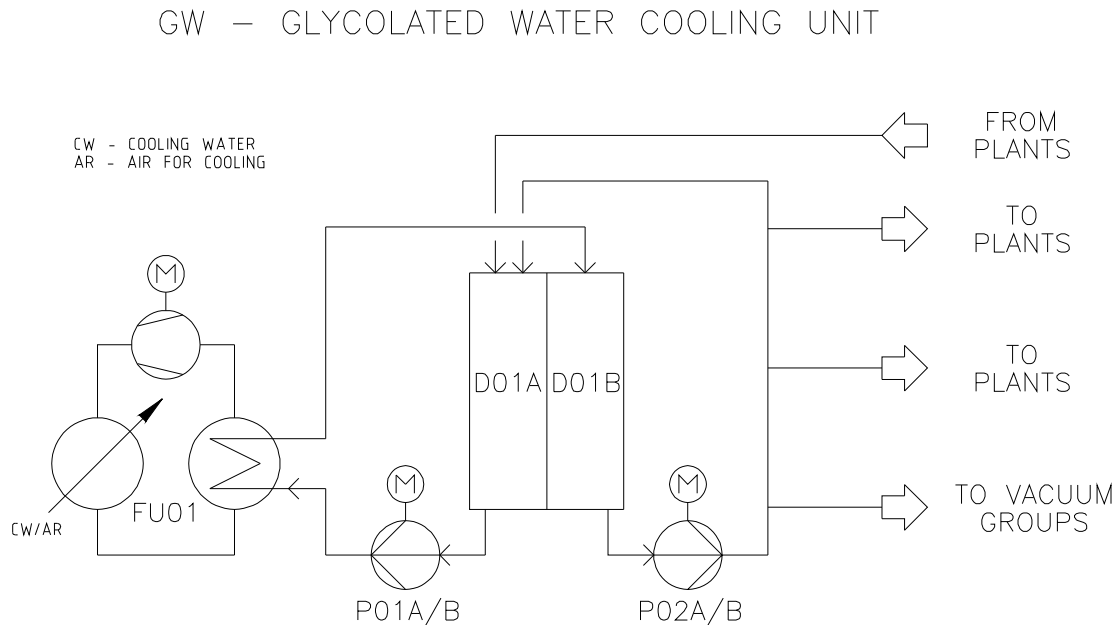 GW – GLYCOLATED WATER COOLING UNIT
CW - COOLING WATER
AR - AIR FOR COOLING
FROM
PLANTS
TO
PLANTS
M
D01A
D01B
TO
PLANTS
FU01
CW/AR
M
M
TO VACUUM
GROUPS
P01A/B
P02A/B